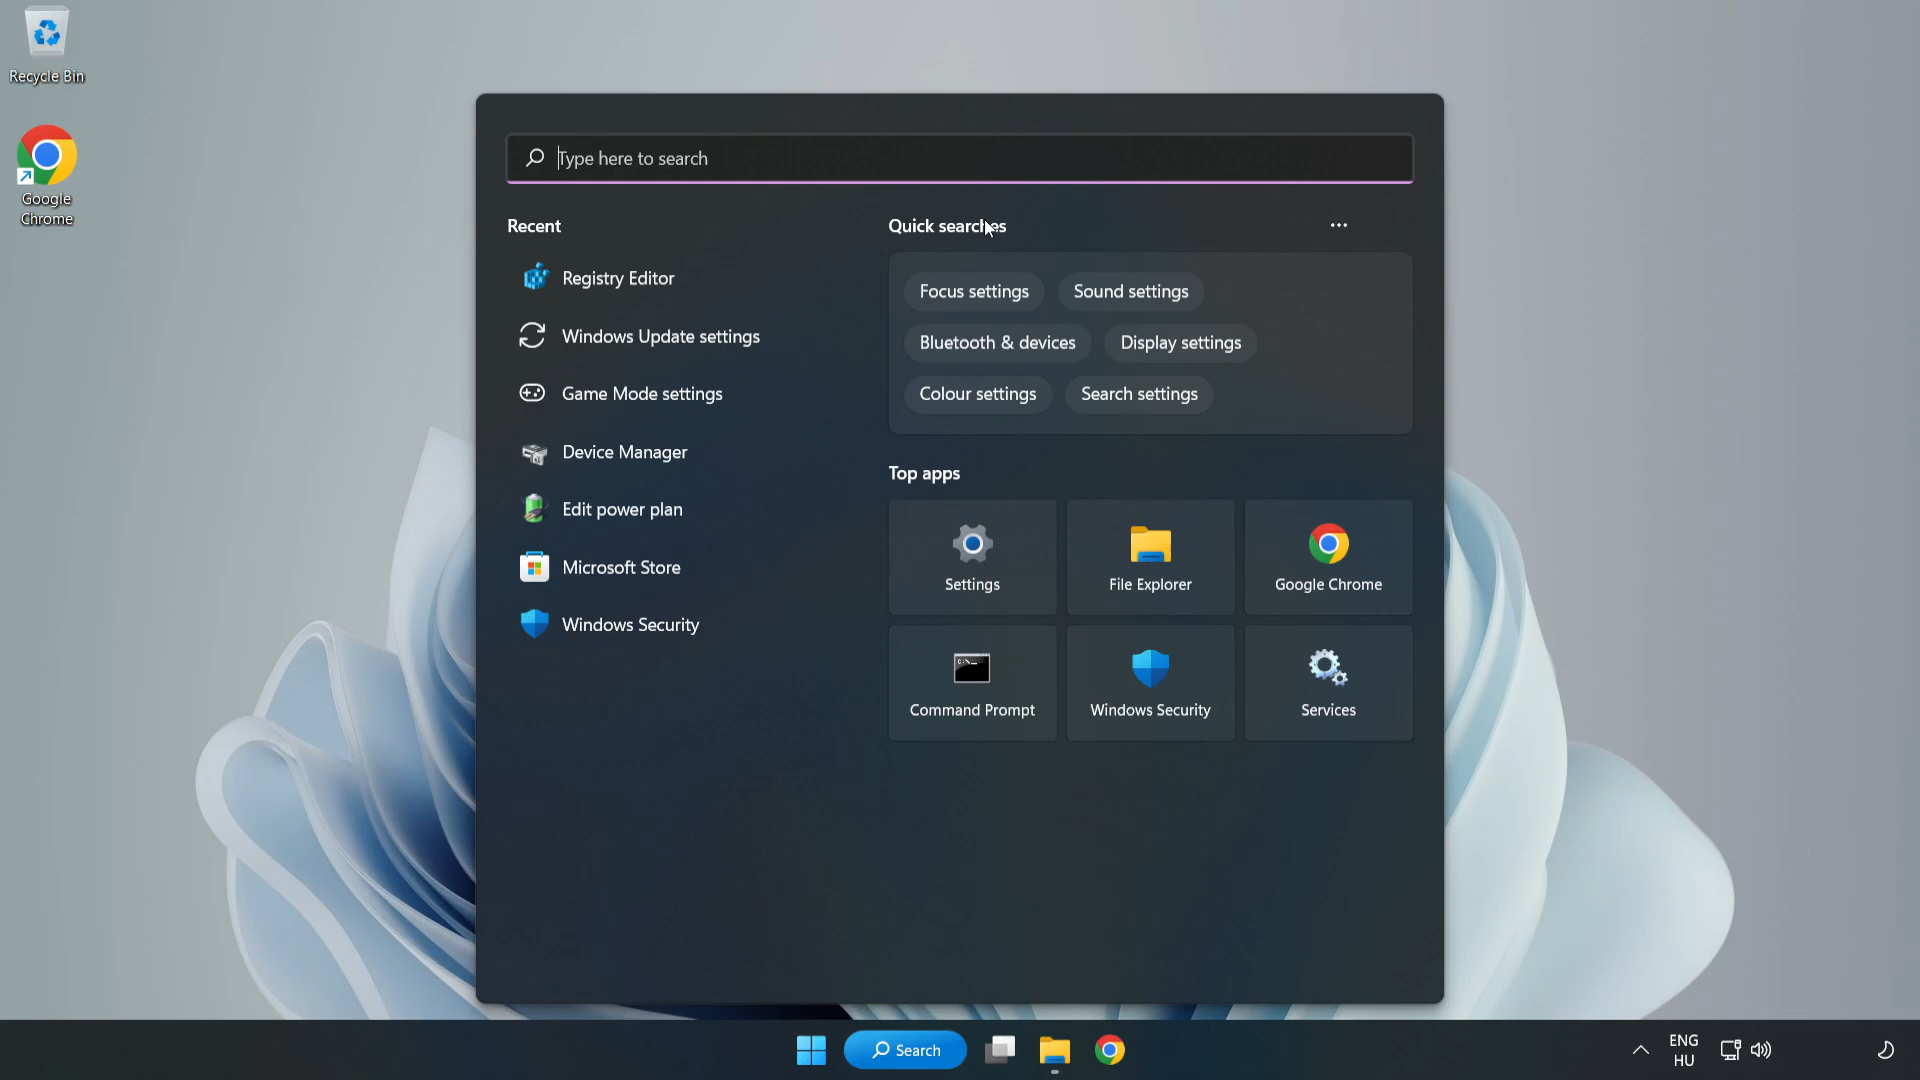 Recycle Bin
Google
Chrome
Type here to search
Recent
Registry Editor
Windows Update settings
Game Mode settings
Device Manager
Edit power plan
Microsoft Store
Windows Security
Quick searches
Focus settings
Sound settings
Bluetooth & devices
Display settings
Colour settings
Search settings
Top apps
Settings
File Explorer
Google Chrome
Command Prompt
Windows Security
Services
Search
ENG
HU